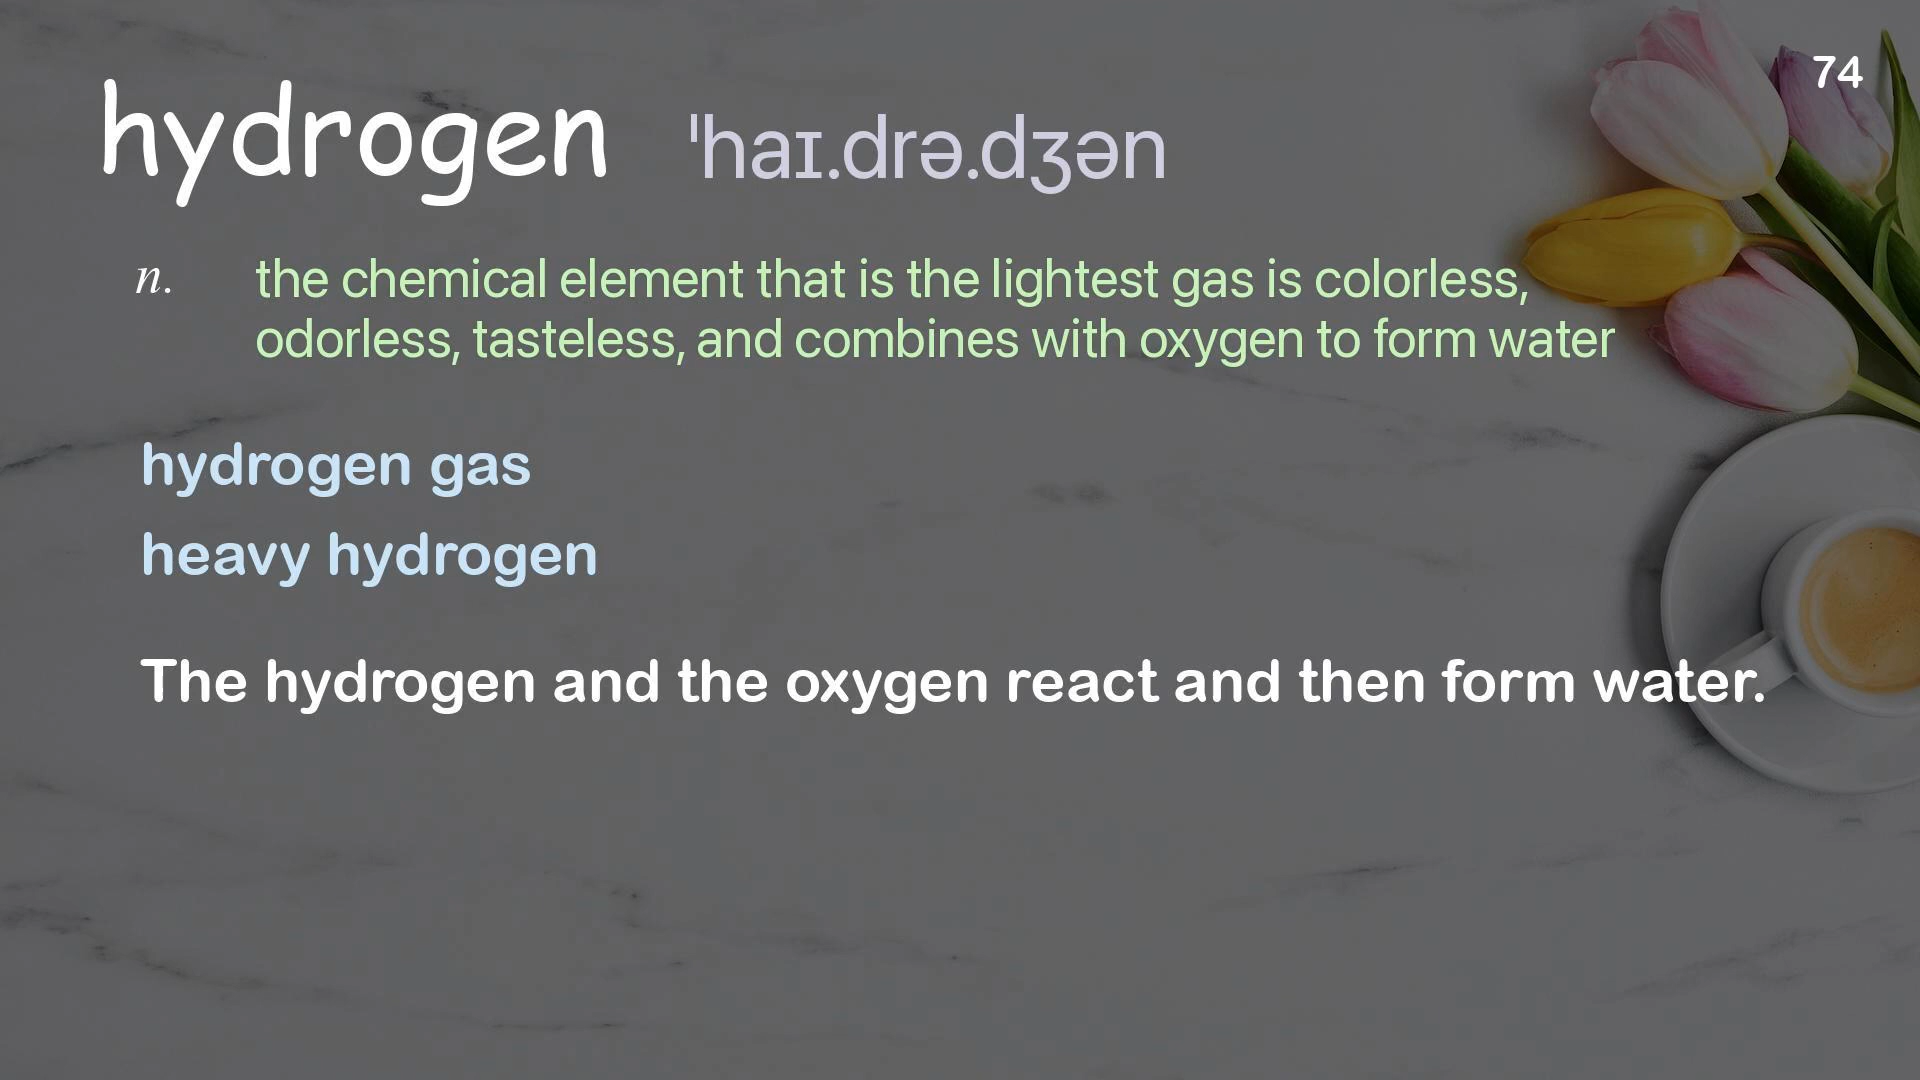 74
hydrogen ˈhaɪ.drə.dʒən
n. the chemical element that is the lightest gas is colorless,
odorless, tasteless, and combines with oxygen to form water
hydrogen gas
heavy hydrogen
The hydrogen and the oxygen react and then form water.